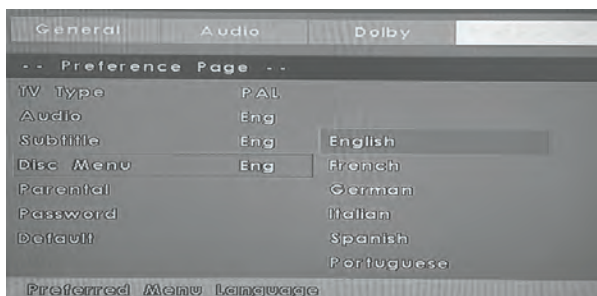 General Audio Dolby
-- Preference Page --
TV Type PAL
Audio Eng
Subtitle Eng English
Disc Menu Eng French
Parental German
Password Italian
Default Spanish
Portuguese
Preferred Menu Language